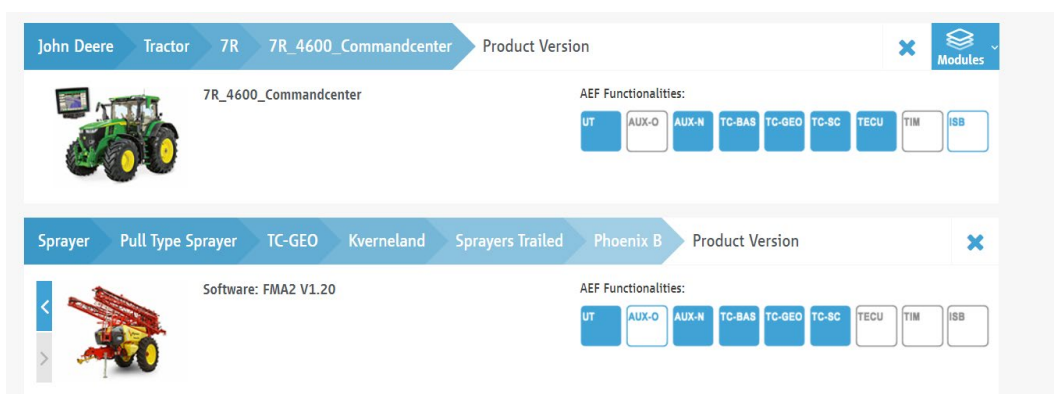 John Deere Tractor 7R 7R_4600_Commandcenter Product Version
Modules
7R_4600_Commandcenter
AEF Functionalities:
UT AUX-O AUX-N TC-BAS TC-GEO TC-SC TECU TIM ISB
Sprayer Pull Type Sprayer TC-GEO Kverneland Sprayers Trailed Phoenix B Product Version
Software: FMA2 V1.20
AEF Functionalities:
UT AUX-O AUX-N TC-BAS TC-GEO TC-SC TECU TIM ISB